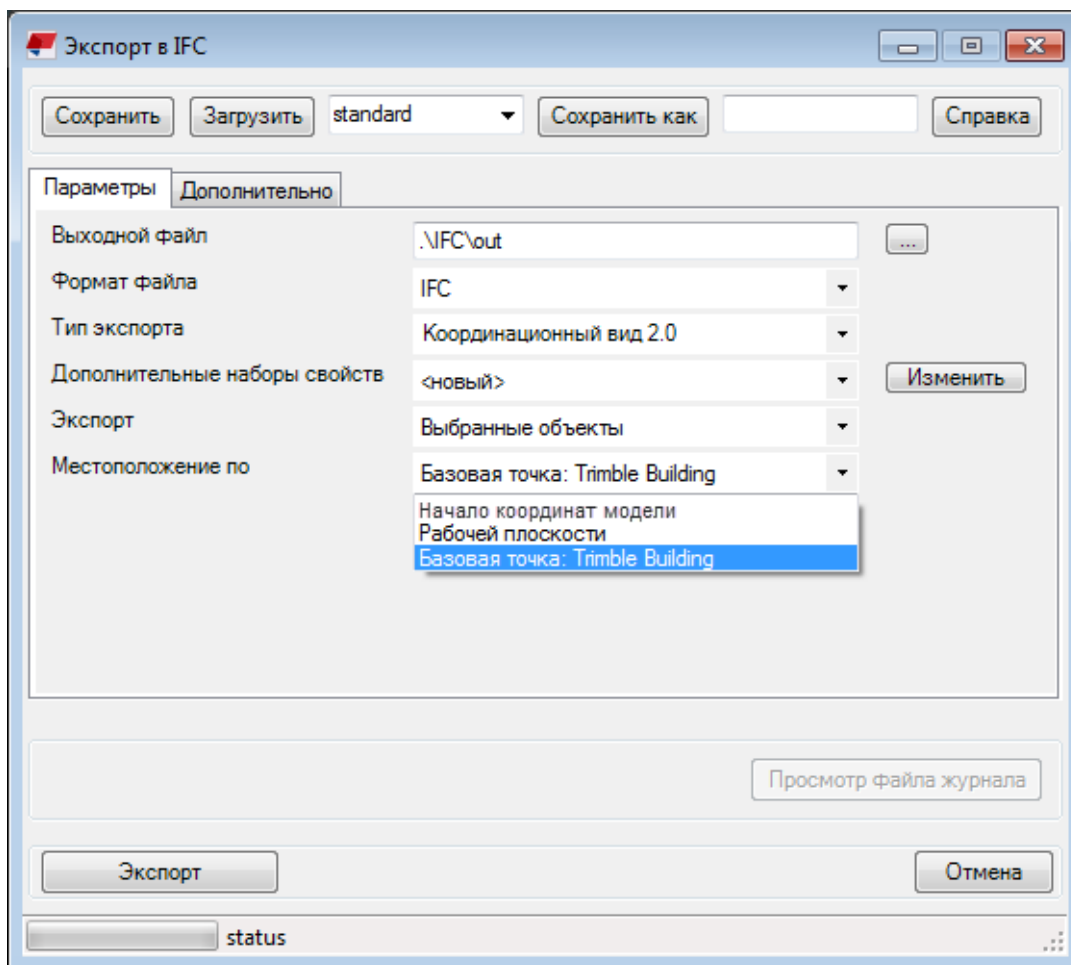 Экспорт в IFC
Сохранить Загрузить standard Сохранить как Справка
Параметры Дополнительно
Выходной файл .\IFC\out ...
Формат файла IFC
Тип экспорта Координационный вид 2.0
Дополнительные наборы свойств <новый> Изменить
Экспорт Выбранные объекты
Местоположение по Базовая точка: Trimble Building
Начало координат модели
Рабочей плоскости
Базовая точка: Trimble Building
Просмотр файла журнала
Экспорт Отмена
status